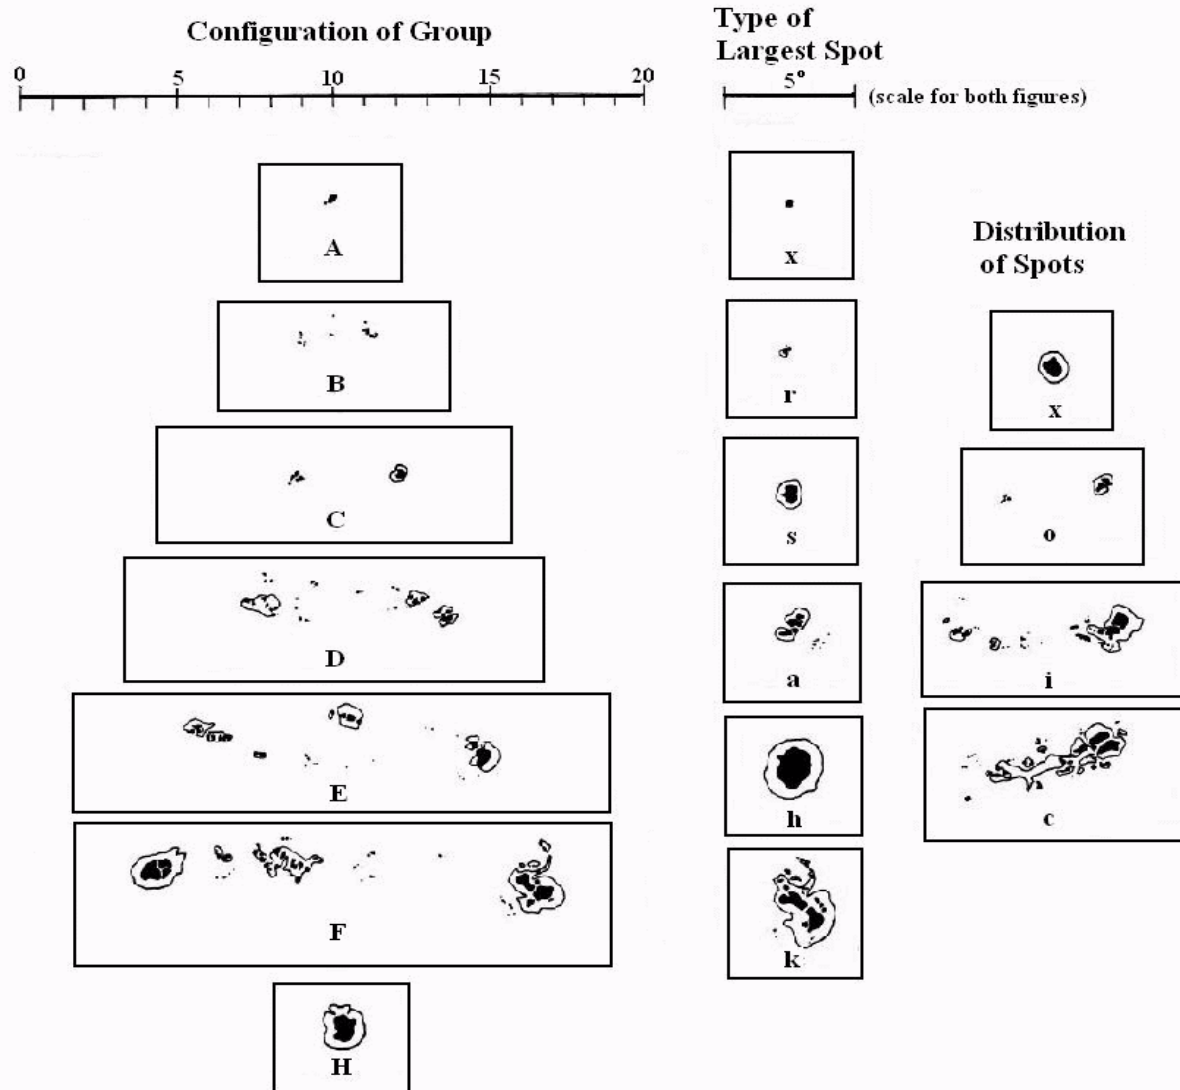 Configuration of Group
0 5 10 15 20
A
B
C
D
E
F
H
Type of
Largest Spot
5°
(scale for both figures)
x
r
s
a
h
k
Distribution
of Spots
x
o
i
c